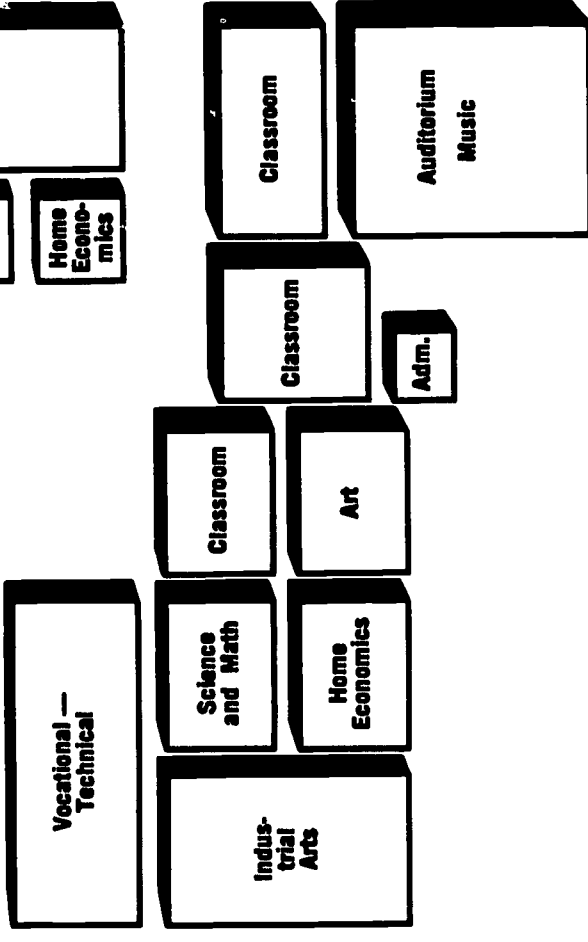 Home
Econo-
mics
Classroom
Auditorium
Music
Classroom
Adm.
Classroom
Art
Vocational —
Technical
Science
and Math
Home
Economics
Indus-
trial
Arts